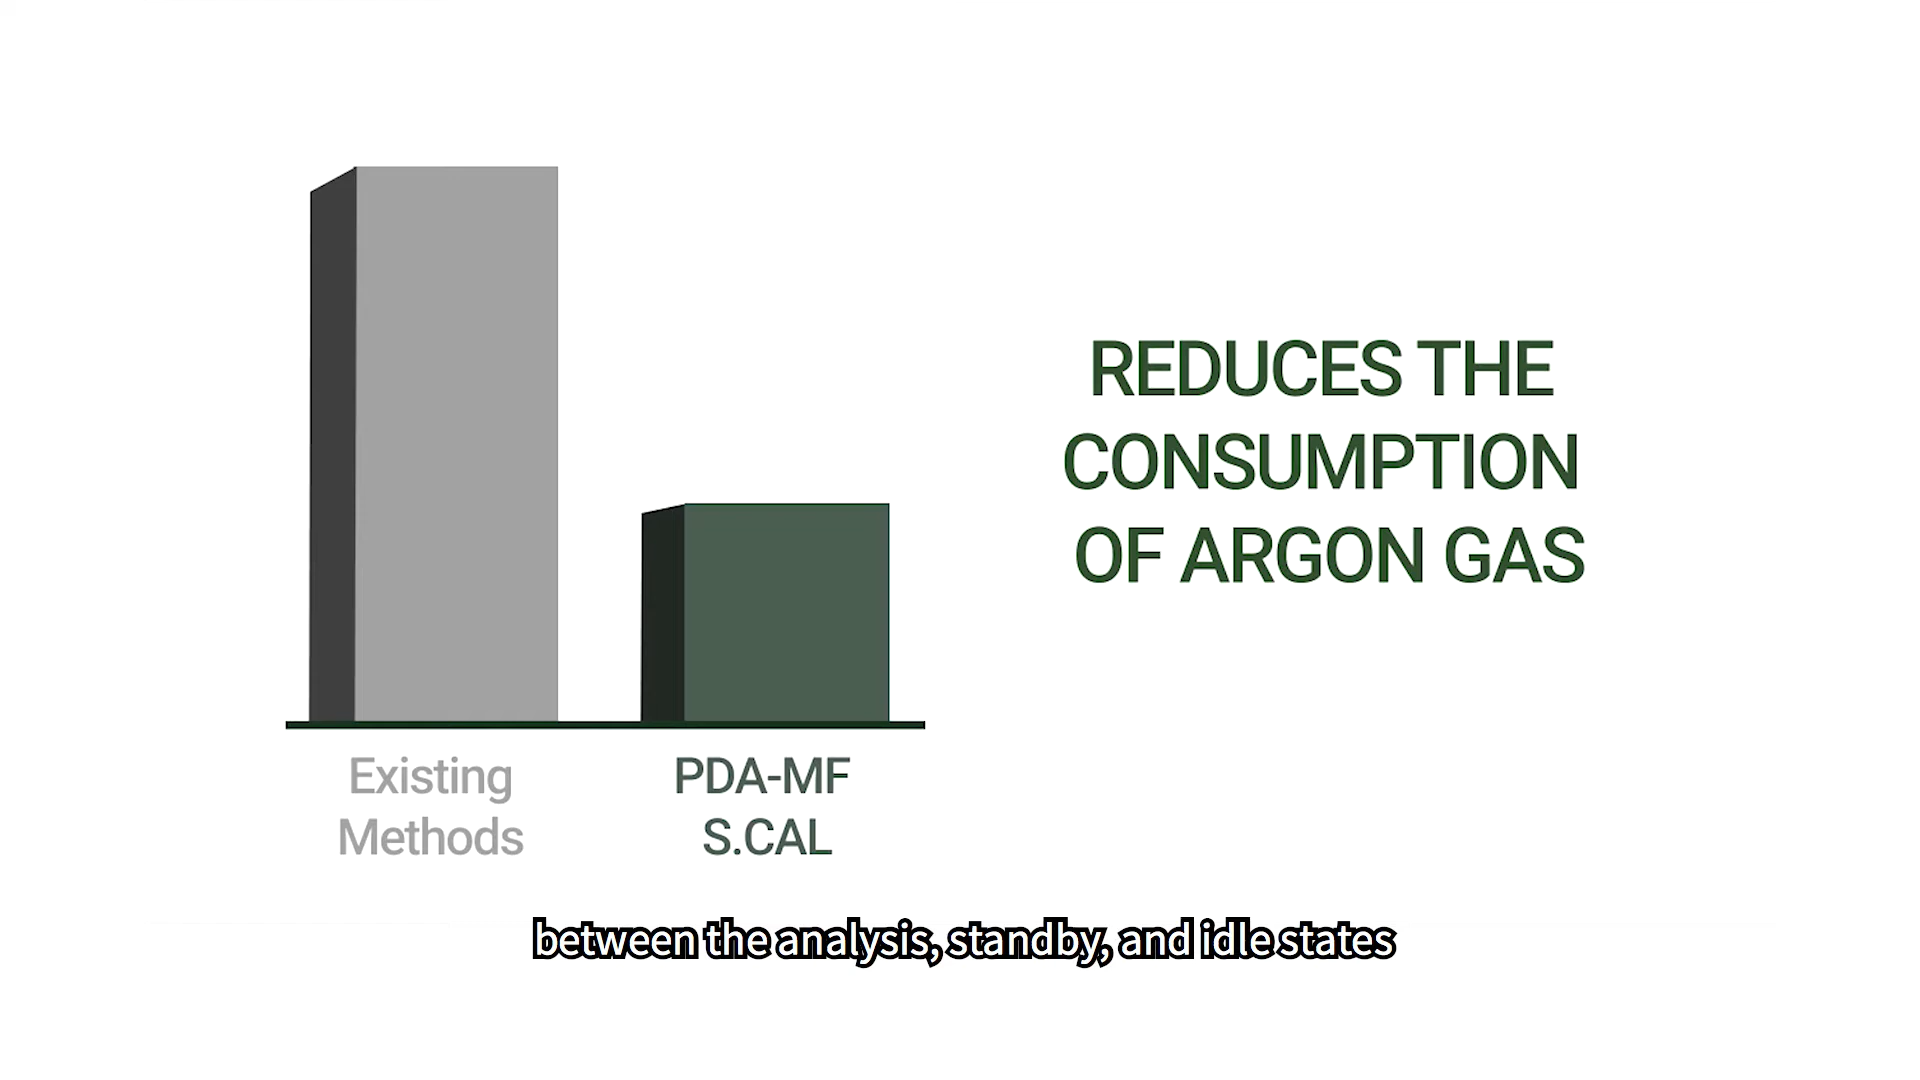 REDUCES THE
CONSUMPTION
OF ARGON GAS
Existing
Methods
PDA-MF
S.CAL
between the analysis, standby, and idle states